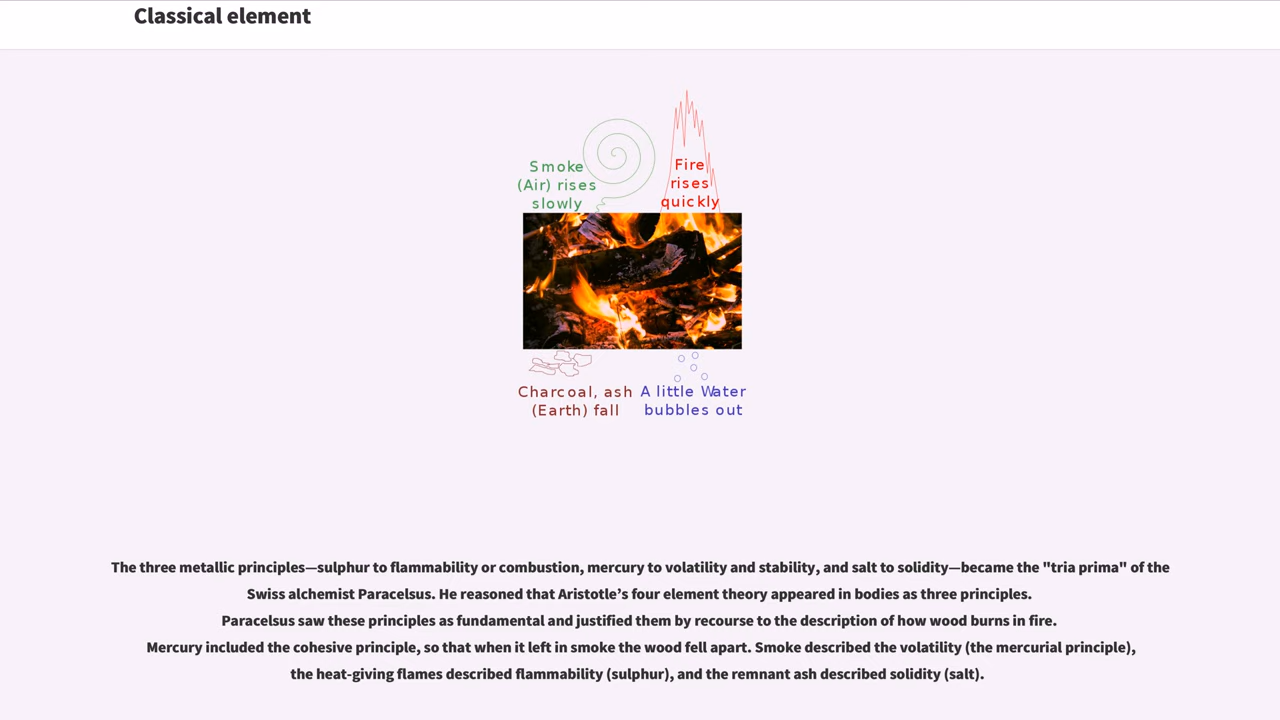 Classical element
Smoke
(Air) rises
slowly
Fire
rises
quickly
Charcoal, ash
(Earth) fall
A little Water
bubbles out
The three metallic principles—sulphur to flammability or combustion, mercury to volatility and stability, and salt to solidity—became the "tria prima" of the
Swiss alchemist Paracelsus. He reasoned that Aristotle’s four element theory appeared in bodies as three principles.
Paracelsus saw these principles as fundamental and justified them by recourse to the description of how wood burns in fire.
Mercury included the cohesive principle, so that when it left in smoke the wood fell apart. Smoke described the volatility (the mercurial principle),
the heat-giving flames described flammability (sulphur), and the remnant ash described solidity (salt).